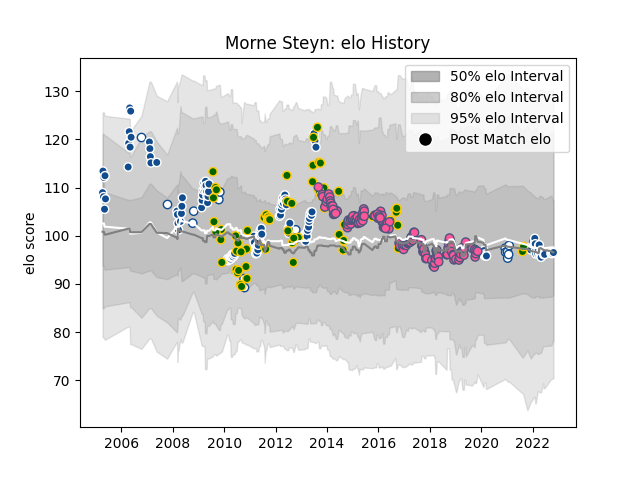 Morne Steyn: elo History
50% elo Interval
80% elo Interval
95% elo Interval
Post Match elo
elo score
130
120
110
100
90
80
70
2006 2008 2010 2012 2014 2016 2018 2020 2022